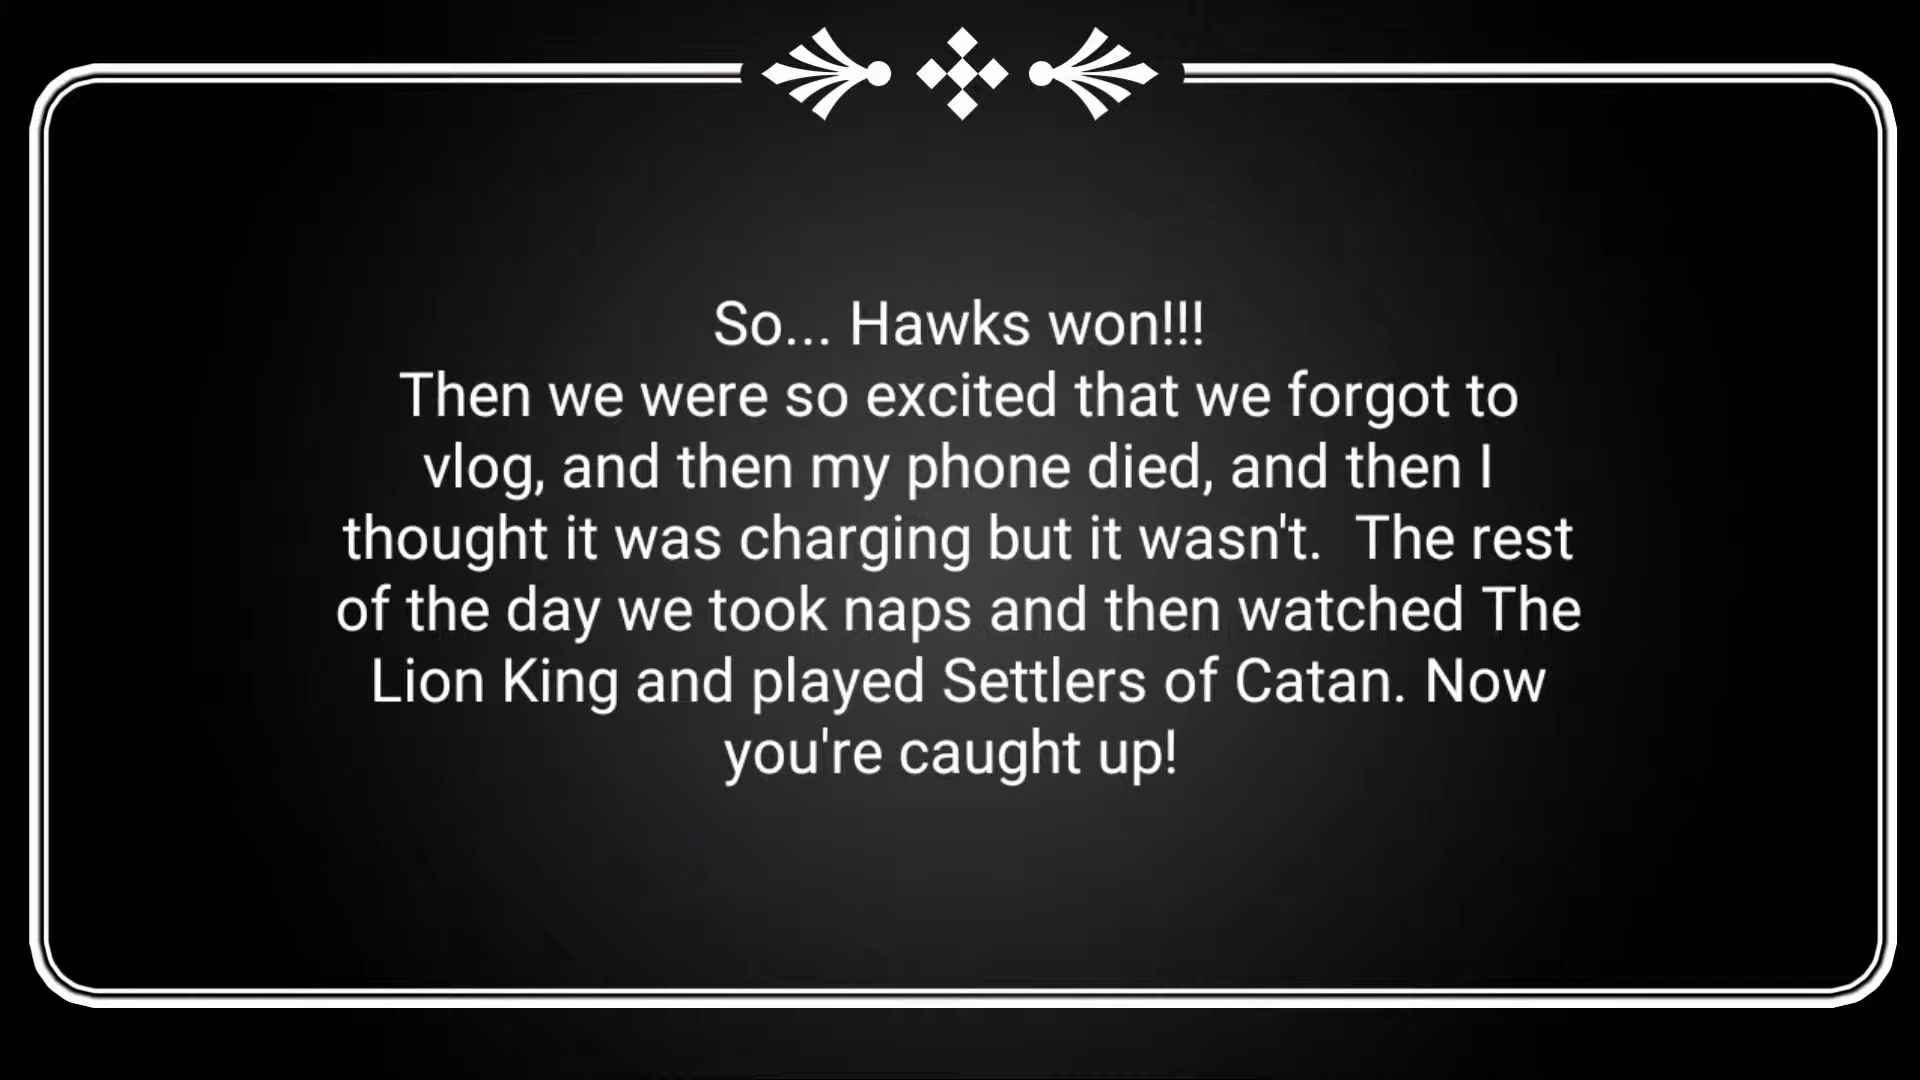 So... Hawks won!!!
Then we were so excited that we forgot to
vlog, and then my phone died, and then I
thought it was charging but it wasn't.  The rest
of the day we took naps and then watched The
Lion King and played Settlers of Catan. Now
you're caught up!